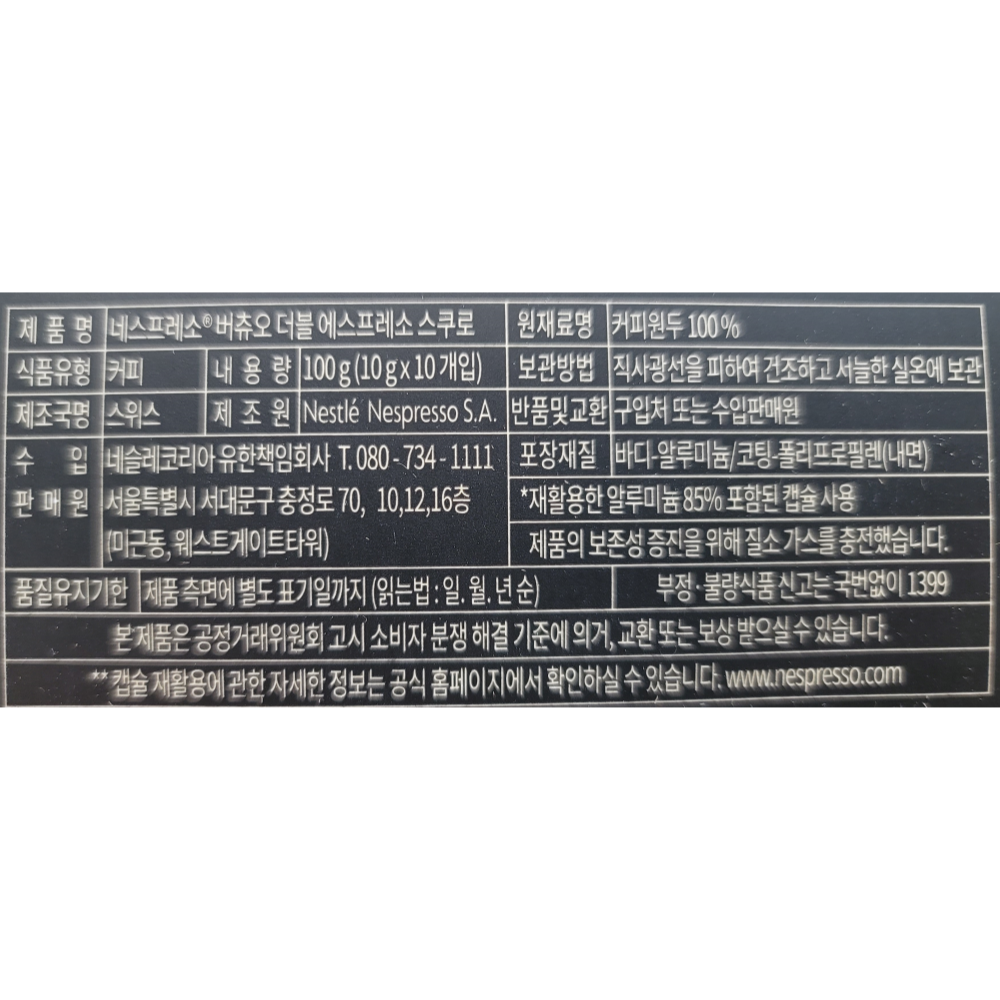 제 품 명 네스프레소® 버츄오 더블 에스프레소 스쿠로
식품유형 커피 내 용 량 100 g (10 g x 10 개입)
제조국명 스위스 제 조 원 Nestlé Nespresso S.A.
수 입 네슬레코리아 유한책임회사 T. 080 - 734 - 1111
판 매 원 서울특별시 서대문구 충정로 70, 10,12,16층
(미근동, 웨스트게이트타워)
원재료명 커피원두 100 %
보관방법 직사광선을 피하여 건조하고 서늘한 실온에 보관
반품및교환 구입처 또는 수입판매원
포장재질 바디-알루미늄/코팅-폴리프로필렌(내면)
*재활용한 알루미늄 85% 포함된 캡슐 사용
제품의 보존성 증진을 위해 질소가스를 충전했습니다.
품질유지기한 제품 측면에 별도 표기일까지 (읽는법 : 일. 월. 년 순)
부정·불량식품 신고는 국번없이 1399
본 제품은 공정거래위원회 고시 소비자 분쟁 해결 기준에 의거, 교환 또는 보상 받으실 수 있습니다.
** 캡슐 재활용에 관한 자세한 정보는 공식 홈페이지에서 확인하실 수 있습니다. www.nespresso.com